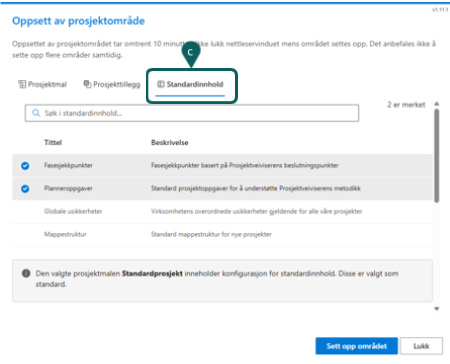 v1.11.1
Oppsett av prosjektområde
Oppsettet av prosjektområdet tar omtrent 10 minutt lukk nettleservinduet mens området settes opp. Det anbefales ikke å
sette opp flere områder samtidig.
C
Prosjektmal Prosjekttillegg Standardinnhold
2 er merket
Søk i standardinnhold...
Tittel Beskrivelse
Fasesjekkpunkter Fasesjekkpunkter basert på Prosjektveiviserens beslutningspunkter
Planneroppgaver Standard prosjektoppgaver for å understøtte Prosjektveiviserens metodikk
Globale usikkerheter Virksomhetens overordnede usikkerheter gjeldende for alle våre prosjekter
Mappestruktur Standard mappestruktur for nye prosjekter
Den valgte prosjektmalen Standardprosjekt inneholder konfigurasjon for standardinnhold. Disse er valgt som
standard.
Sett opp området Lukk